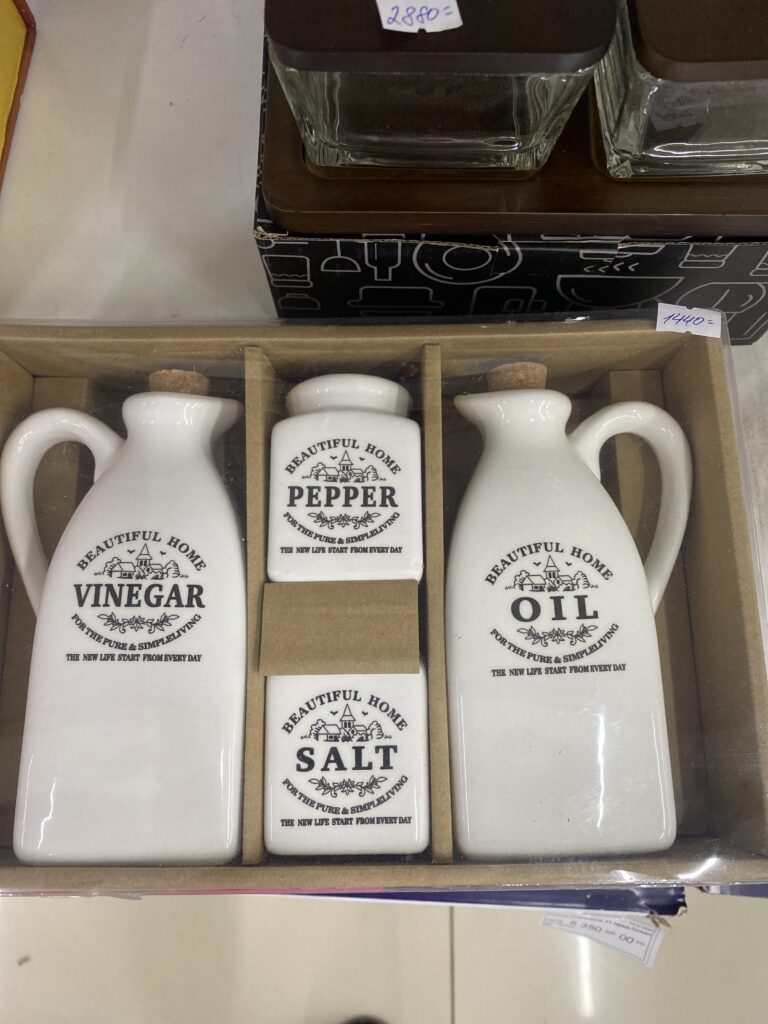 2880=
1440=
BEAUTIFUL HOME
VINEGAR
FOR THE PURE & SIMPLELIVING
THE NEW LIFE START FROM EVERY DAY
BEAUTIFUL HOME
PEPPER
FOR THE PURE & SIMPLELIVING
THE NEW LIFE START FROM EVERY DAY
BEAUTIFUL HOME
SALT
FOR THE PURE & SIMPLELIVING
THE NEW LIFE START FROM EVERY DAY
BEAUTIFUL HOME
OIL
FOR THE PURE & SIMPLELIVING
THE NEW LIFE START FROM EVERY DAY
350
00